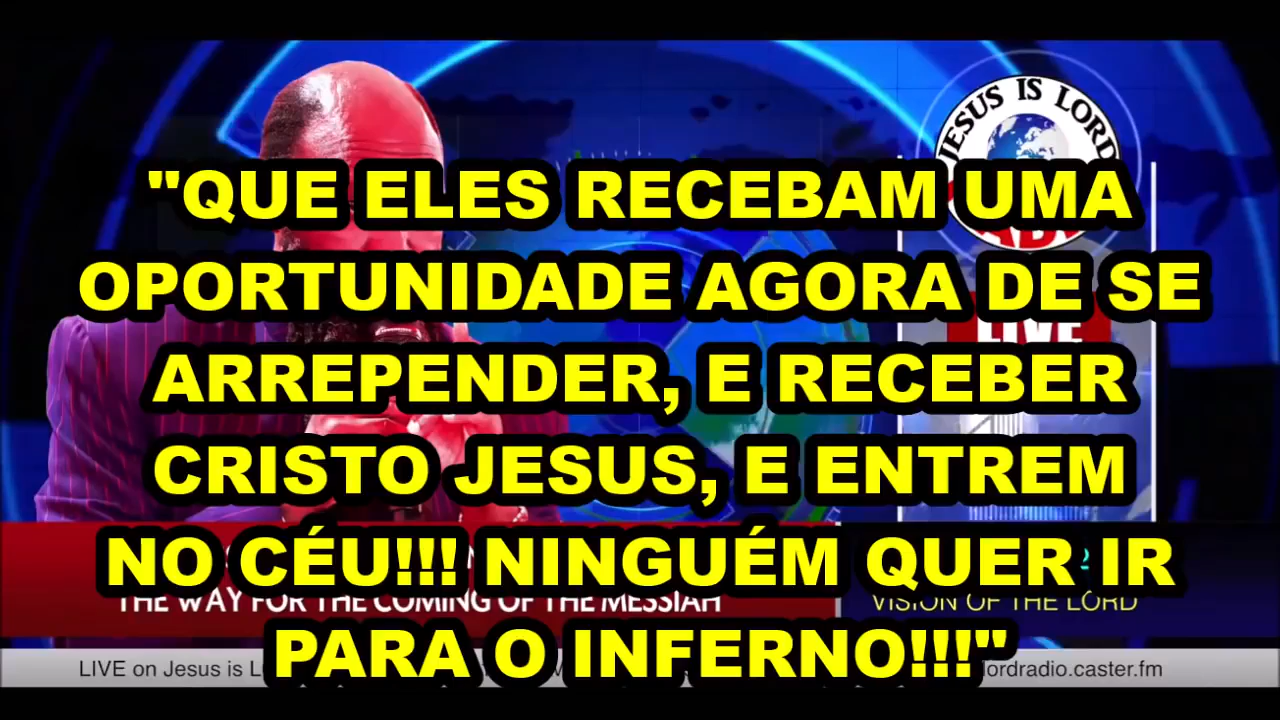 JESUS IS LORD
"QUE ELES RECEBAM UMA
OPORTUNIDADE AGORA DE SE
LIVE
ARREPENDER, E RECEBER
CRISTO JESUS, E ENTREM
NO CÉU!!! NINGUÉM QUER IR
THE WAY FOR THE COMING OF THE MESSIAH
VISION OF THE LORD
PARA O INFERNO!!!"
LIVE on Jesus is
lordradio.caster.fm